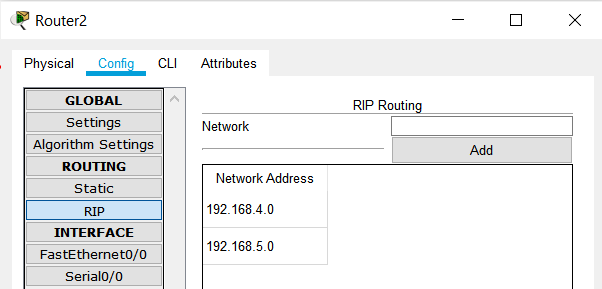 Router2
Physical
Config
CLI
Attributes
GLOBAL
Settings
Algorithm Settings
ROUTING
Static
RIP
INTERFACE
FastEthernet0/0
Serial0/0
RIP Routing
Network
Add
Network Address
192.168.4.0
192.168.5.0